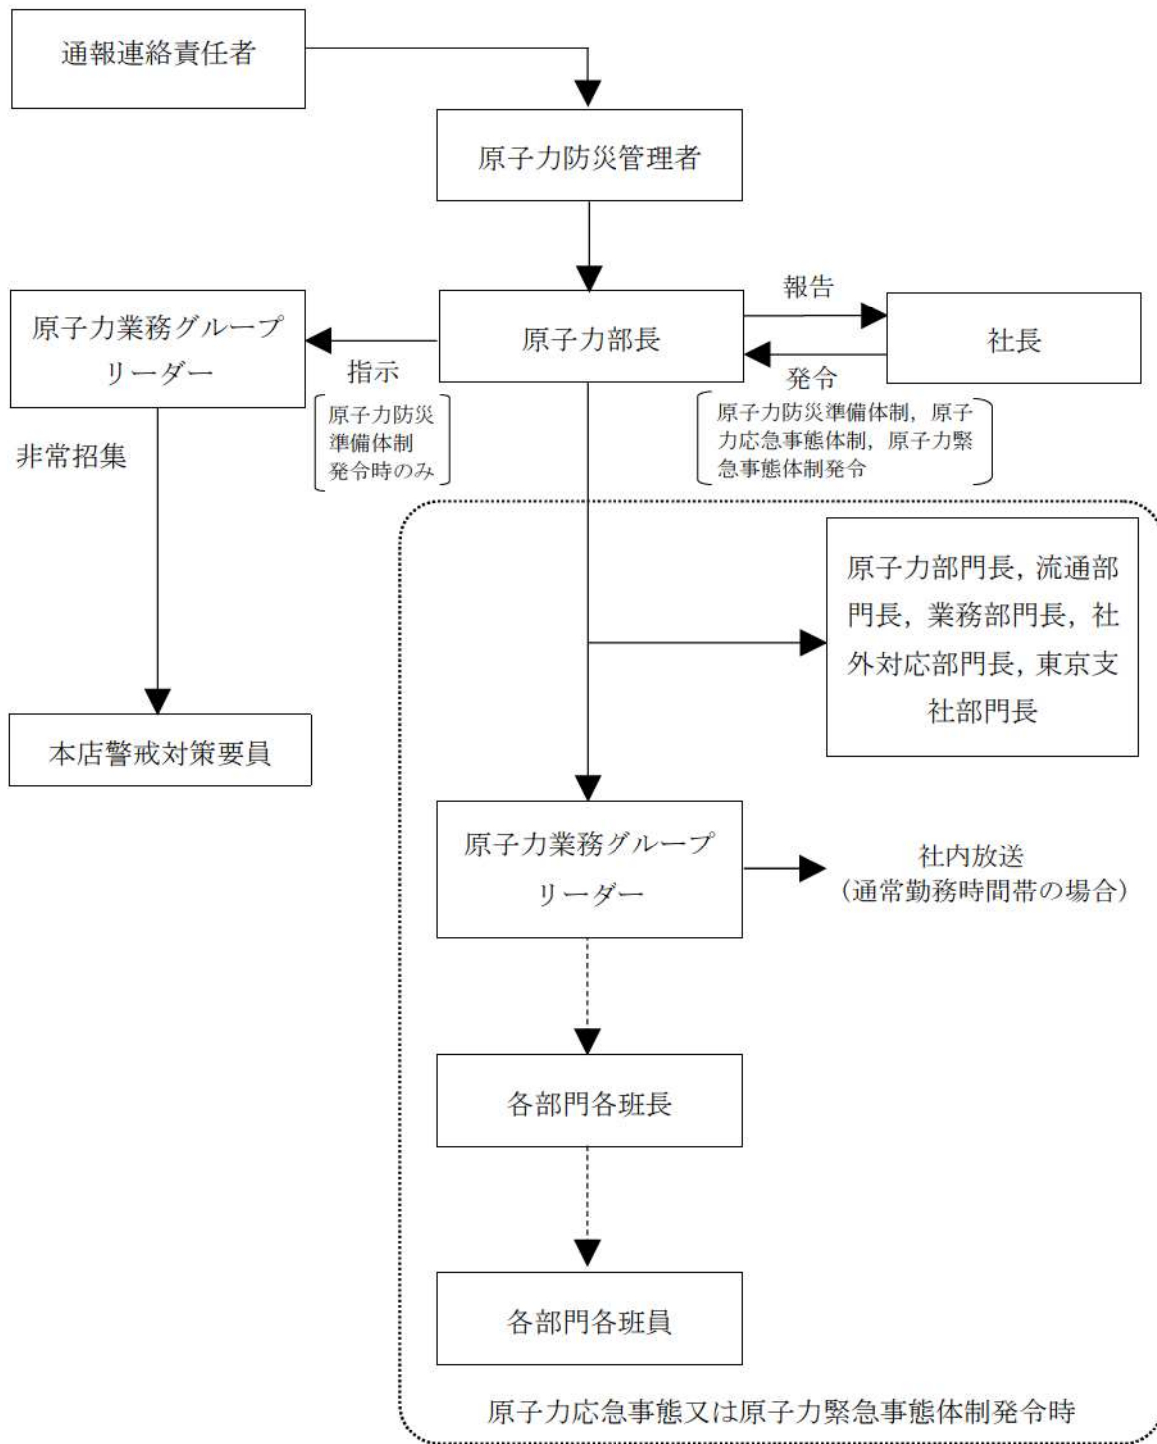 通報連絡責任者
原子力防災管理者
原子力業務グループ
リーダー
指示
原子力防災
準備体制
発令時のみ
原子力部長
報告
発令
原子力防災準備体制，原子
力応急事態体制，原子力緊
急事態体制発令
社長
非常招集
本店警戒対策要員
原子力部門長，流通部
門長，業務部門長，社
外対応部門長，東京支
社部門長
原子力業務グループ
リーダー
社内放送
（通常勤務時間帯の場合）
各部門各班長
各部門各班員
原子力応急事態又は原子力緊急事態体制発令時